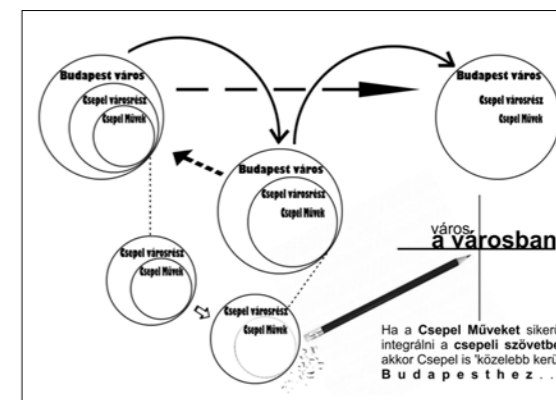 Budapest város
Csepel városrész
Csepel Művek
Budapest város
Csepel városrész
Csepel Művek
Budapest város
Csepel városrész
Csepel Művek
Csepel városrész
Csepel Művek
Csepel városrész
Csepel Művek
város
a városban
Ha a Csepel Műveket sikerü
integrálni a csepeli szövetbe
akkor Csepel is 'közelebb kerü
Budapesthez...